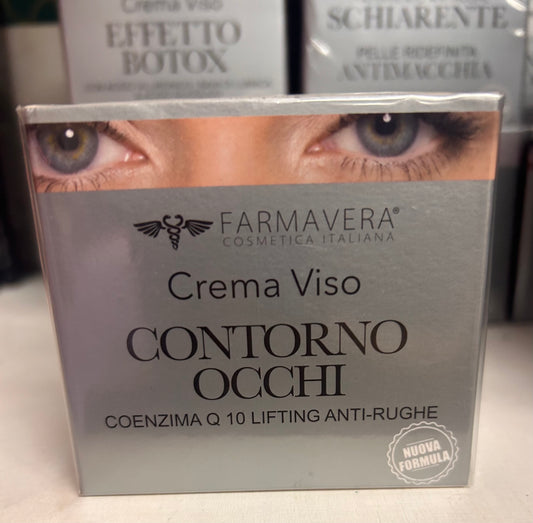 Crema Viso
EFFETTO
BOTOX
SCHIARENTE
PELLE RIDEFINITA
ANTIMACCHIA
FARMAVERA®
COSMETICA ITALIANA
Crema Viso
CONTORNO
OCCHI
COENZIMA Q 10 LIFTING ANTI-RUGHE
NUOVA
FORMULA